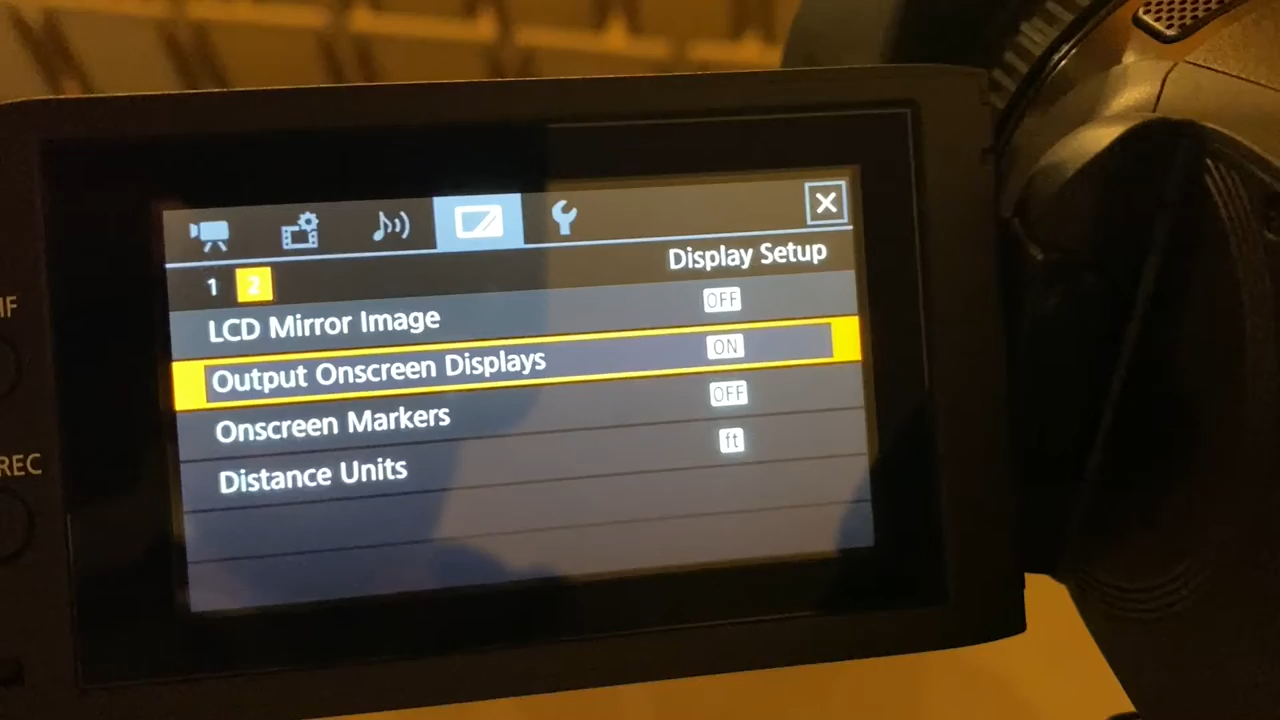 Display Setup
1 2
LCD Mirror Image OFF
Output Onscreen Displays ON
Onscreen Markers OFF
Distance Units ft
REC